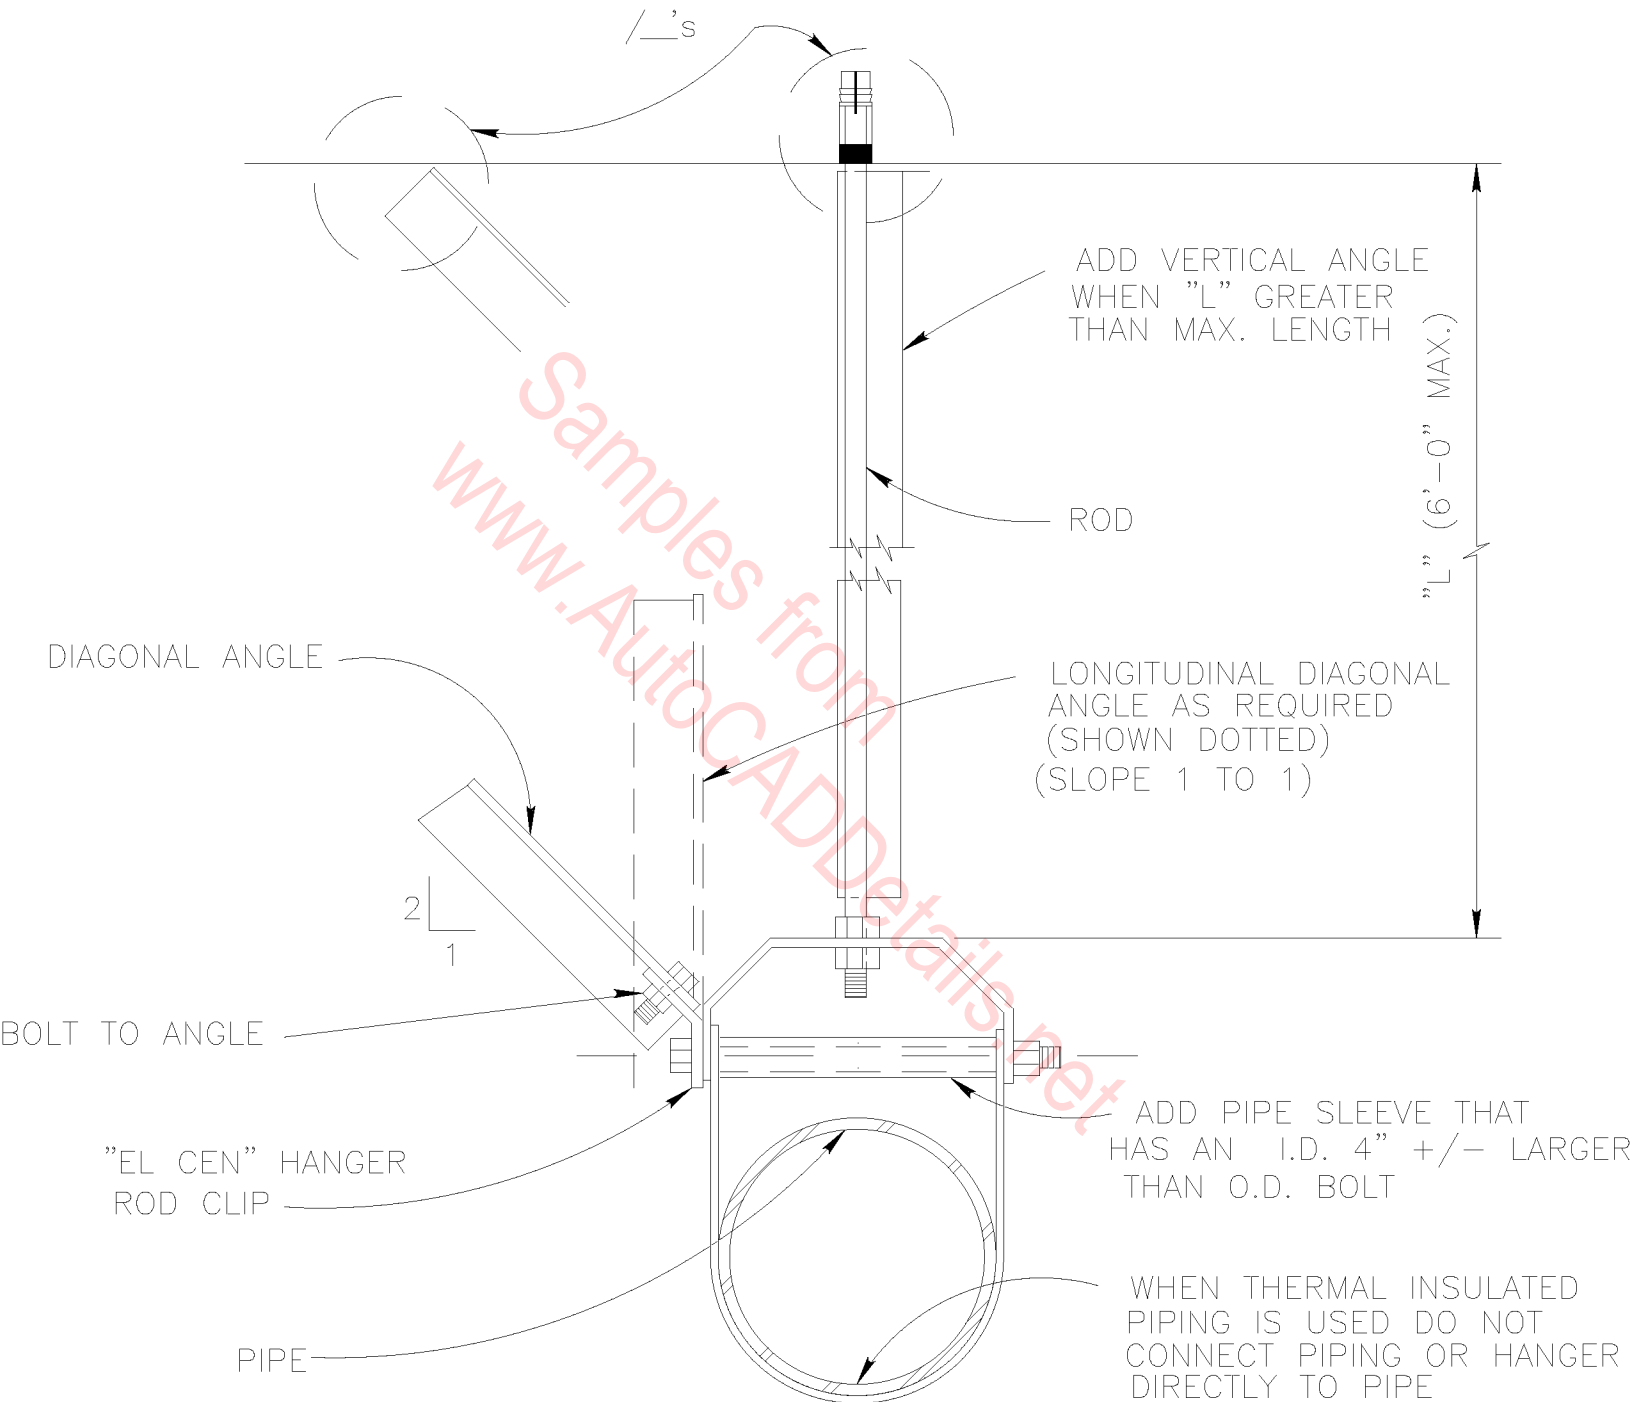 /__'s
ADD VERTICAL ANGLE
WHEN "L" GREATER
THAN MAX. LENGTH
"L" (6'-0" MAX.)
ROD
DIAGONAL ANGLE
LONGITUDINAL DIAGONAL
ANGLE AS REQUIRED
(SHOWN DOTTED)
(SLOPE 1 TO 1)
2
1
BOLT TO ANGLE
"EL CEN" HANGER
ROD CLIP
ADD PIPE SLEEVE THAT
HAS AN I.D. 4" +/- LARGER
THAN O.D. BOLT
PIPE
WHEN THERMAL INSULATED
PIPING IS USED DO NOT
CONNECT PIPING OR HANGER
DIRECTLY TO PIPE
Samples from
www.AutoCADDetails.net